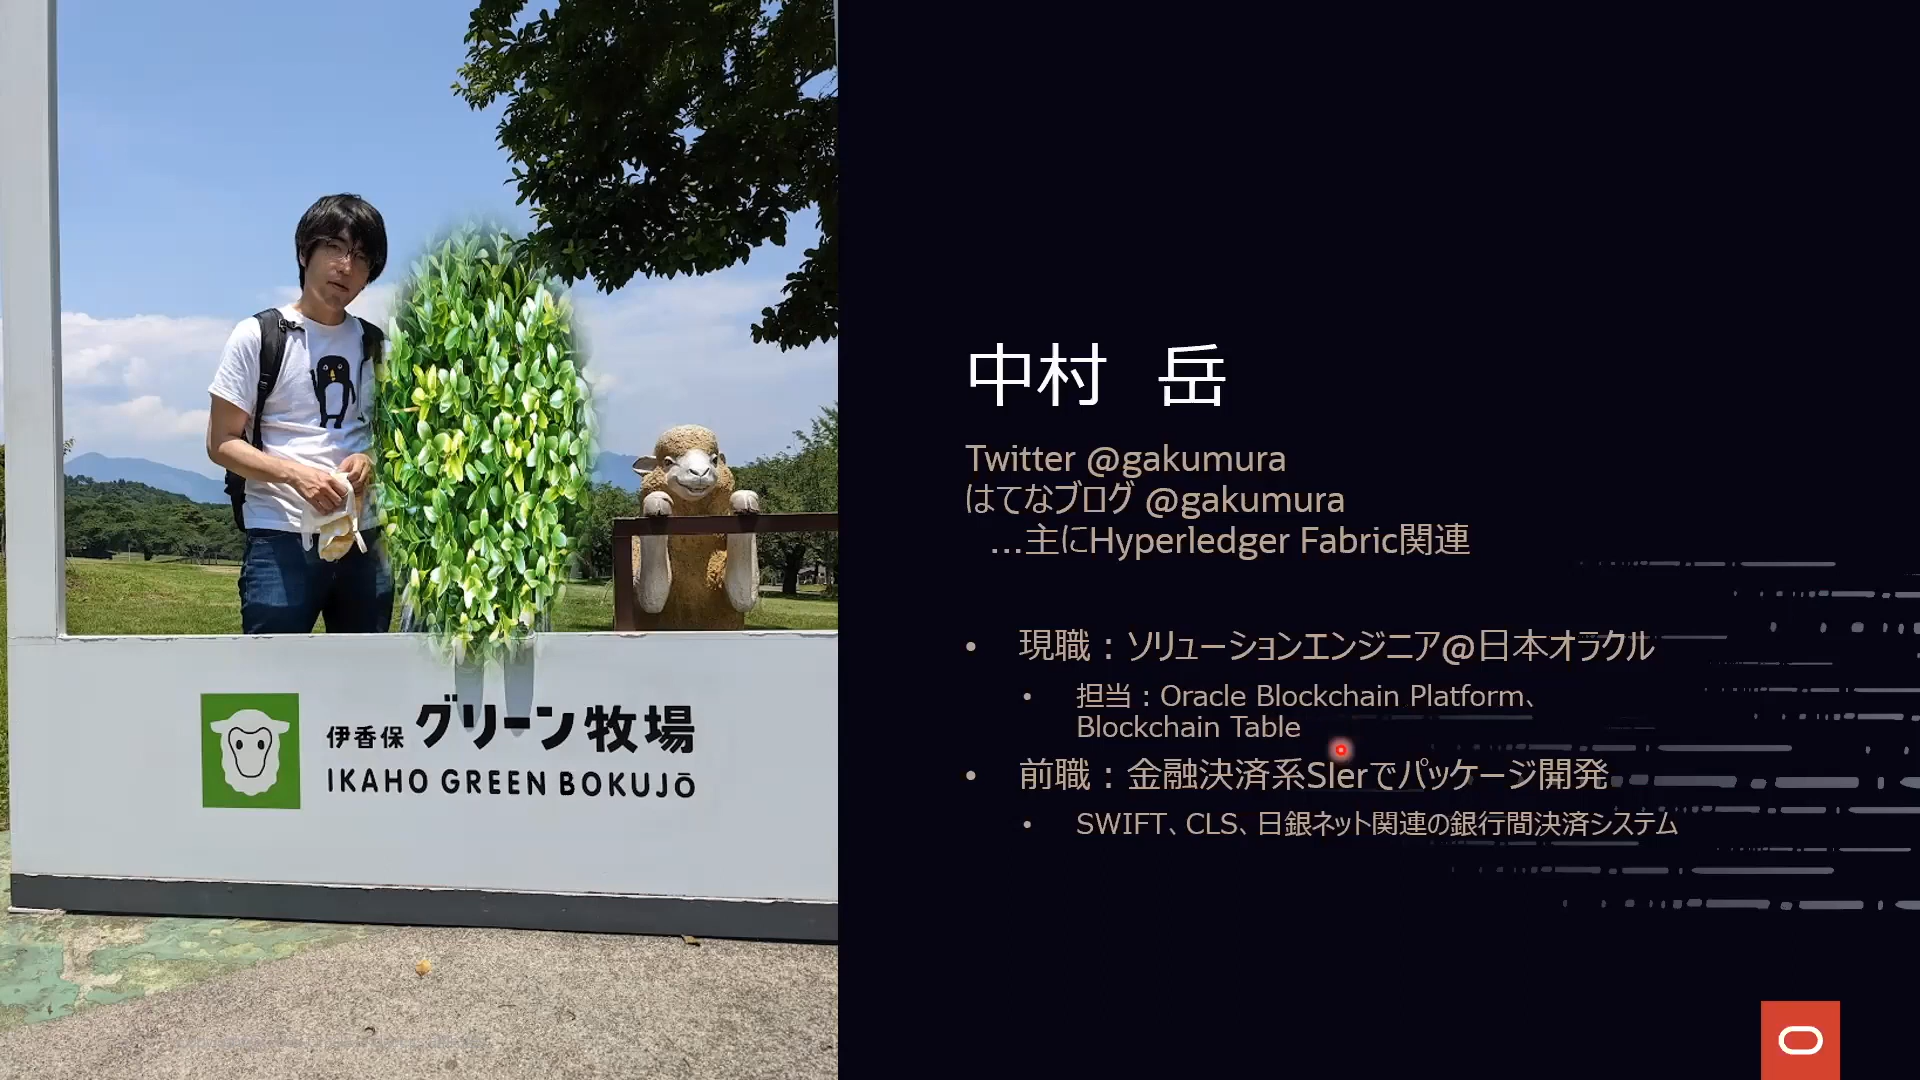 伊香保 グリーン牧場
IKAHO GREEN BOKUJŌ
中村 岳
Twitter @gakumura
はてなブログ @gakumura
…主にHyperledger Fabric関連
• 現職：ソリューションエンジニア@日本オラクル
• 担当：Oracle Blockchain Platform、
Blockchain Table
• 前職：金融決済系SIerでパッケージ開発
• SWIFT、CLS、日銀ネット関連の銀行間決済システム